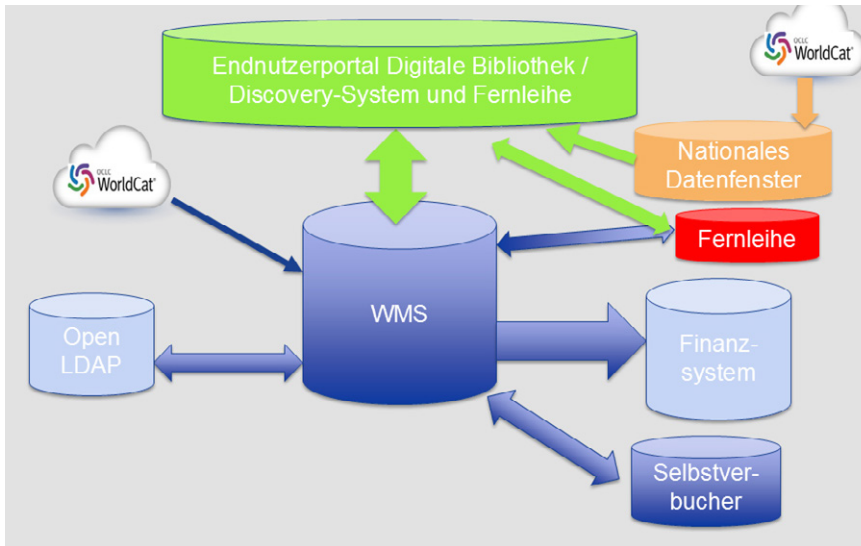 Endnutzerportal Digitale Bibliothek /
Discovery-System und Fernleihe
OCLC
WorldCat®
Nationales
Datenfenster
OCLC
WorldCat®
Fernleihe
WMS
Open
LDAP
Finanz-
system
Selbstver-
bucher